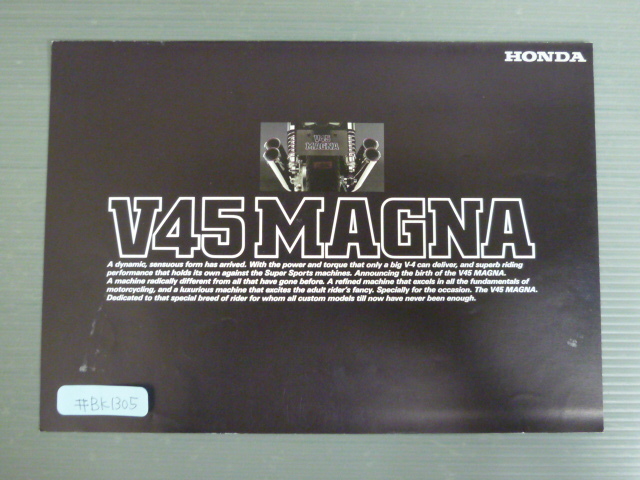 HONDA
V45
MAGNA
V45 MAGNA
A dynamic, sensuous form has arrived. With the power and torque that only a big V-4 can deliver, and superb riding
performance that holds its own against the Super Sports machines. Announcing the birth of the V45 MAGNA.
A machine radically different from all that have gone before. A refined machine that excels in all the fundamentals of
motorcycling, and a luxurious machine that excites the adult rider's fancy. Specially for the occasion. The V45 MAGNA.
Dedicated to that special breed of rider for whom all custom models till now have never been enough.
#BK1305